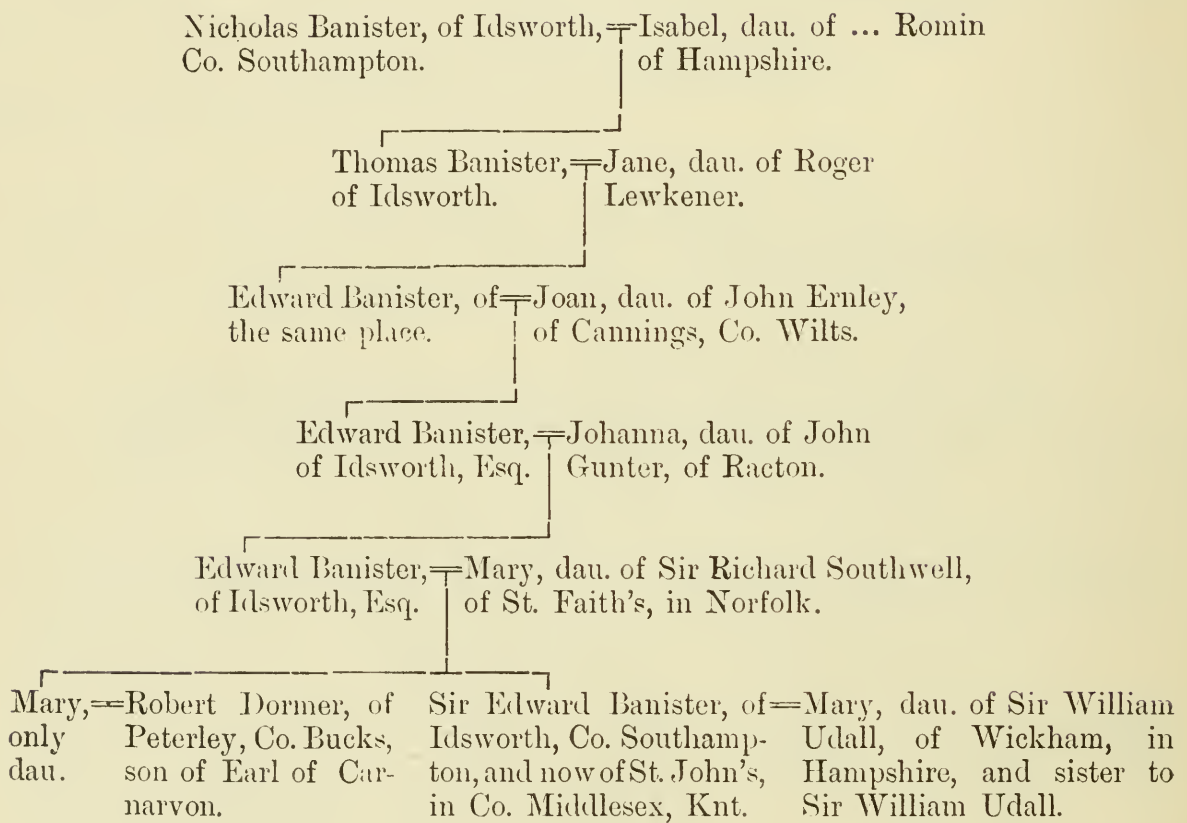 Nicholas Banister, of Idsworth,
Co. Southampton.
Isabel, dau. of ... Romin
of Hampshire.
Thomas Banister,
of Idsworth.
Jane, dau. of Roger
Lewkener.
Edward Banister, of
the same place.
Joan, dau. of John Ernley,
of Cannings, Co. Wilts.
Edward Banister,
of Idsworth, Esq.
Johanna, dau. of John
Gunter, of Racton.
Edward Banister,
of Idsworth, Esq.
Mary, dau. of Sir Richard Southwell,
of St. Faith's, in Norfolk.
Mary,
only
dau.
Robert Dormer, of
Peterley, Co. Bucks,
son of Earl of Car-
narvon.
Sir Edward Banister, of
Idsworth, Co. Southamp-
ton, and now of St. John's,
in Co. Middlesex, Knt.
Mary, dau. of Sir William
Udall, of Wickham, in
Hampshire, and sister to
Sir William Udall.